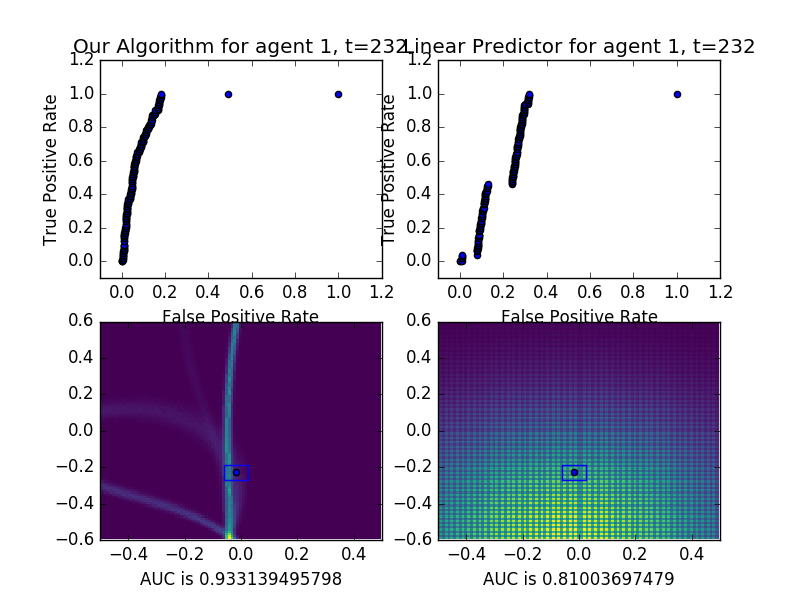 Our Algorithm for agent 1, t=232
Linear Predictor for agent 1, t=232
True Positive Rate
1.2
1.0
0.8
0.6
0.4
0.2
0.0
0.0 0.2 0.4 0.6 0.8 1.0 1.2
False Positive Rate
True Positive Rate
1.2
1.0
0.8
0.6
0.4
0.2
0.0
0.0 0.2 0.4 0.6 0.8 1.0 1.2
False Positive Rate
0.6
0.4
0.2
0.0
−0.2
−0.4
−0.6
−0.4 −0.2 0.0 0.2 0.4
AUC is 0.933139495798
0.6
0.4
0.2
0.0
−0.2
−0.4
−0.6
−0.4 −0.2 0.0 0.2 0.4
AUC is 0.81003697479